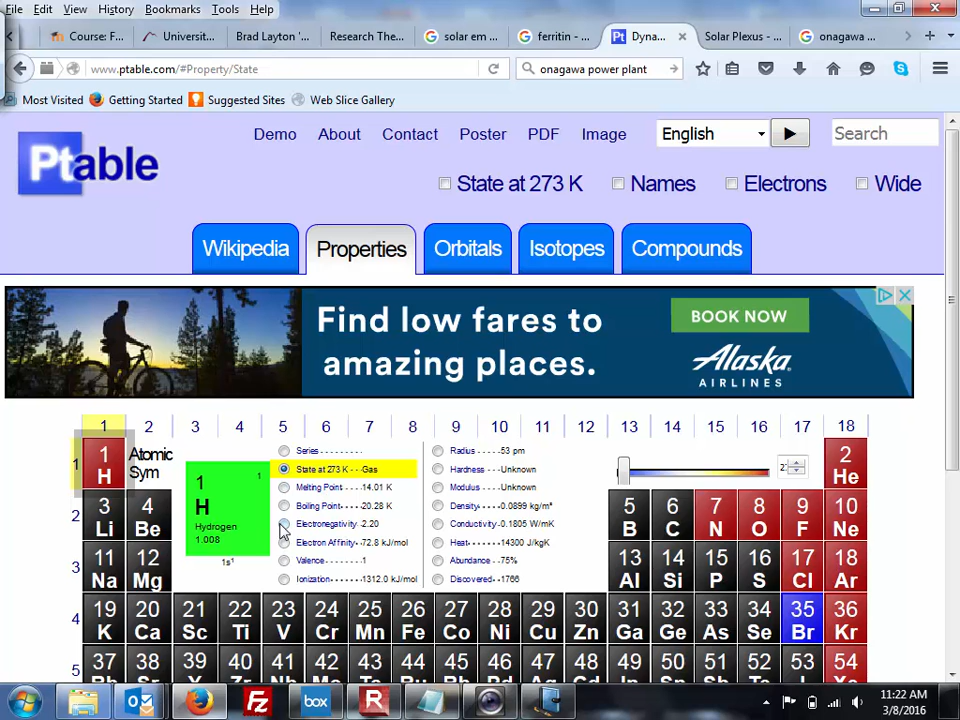 File Edit View History Bookmarks Tools Help
Course: F... Universit... Brad Layton '... Research The... solar em ... ferritin - ... Dyna... Solar Plexus - ... onagawa ...
www.ptable.com/#Property/State
onagawa power plant
Most Visited Getting Started Suggested Sites Web Slice Gallery
Ptable
Demo About Contact Poster PDF Image English Search
State at 273 K Names Electrons Wide
Wikipedia Properties Orbitals Isotopes Compounds
Find low fares to
amazing places.
BOOK NOW
Alaska
AIRLINES
1 2 3 4 5 6 7 8 9 10 11 12 13 14 15 16 17 18
1
1 H
Atomic
Sym
1 1
H
Hydrogen
1.008
1s¹
Series
State at 273 K Gas
Melting Point 14.01 K
Boiling Point 20.28 K
Electronegativity 2.20
Electron Affinity 72.8 kJ/mol
Valence 1
Ionization 1312.0 kJ/mol
Radius 53 pm
Hardness Unknown
Modulus Unknown
Density 0.0899 kg/m³
Conductivity 0.1805 W/mK
Heat 14300 J/kgK
Abundance 75%
Discovered 1766
2 He
2
3 Li 4 Be 5 B 6 C 7 N 8 O 9 F 10 Ne
3
11 Na 12 Mg 13 Al 14 Si 15 P 16 S 17 Cl 18 Ar
4
19 K 20 Ca 21 Sc 22 Ti 23 V 24 Cr 25 Mn 26 Fe 27 Co 28 Ni 29 Cu 30 Zn 31 Ga 32 Ge 33 As 34 Se 35 Br 36 Kr
5
37 Rb 38 39 40 41 42 43 44 45 46 47 48 49 50 51 52 53 54
Pt
FZ
box
R
11:22 AM
3/8/2016